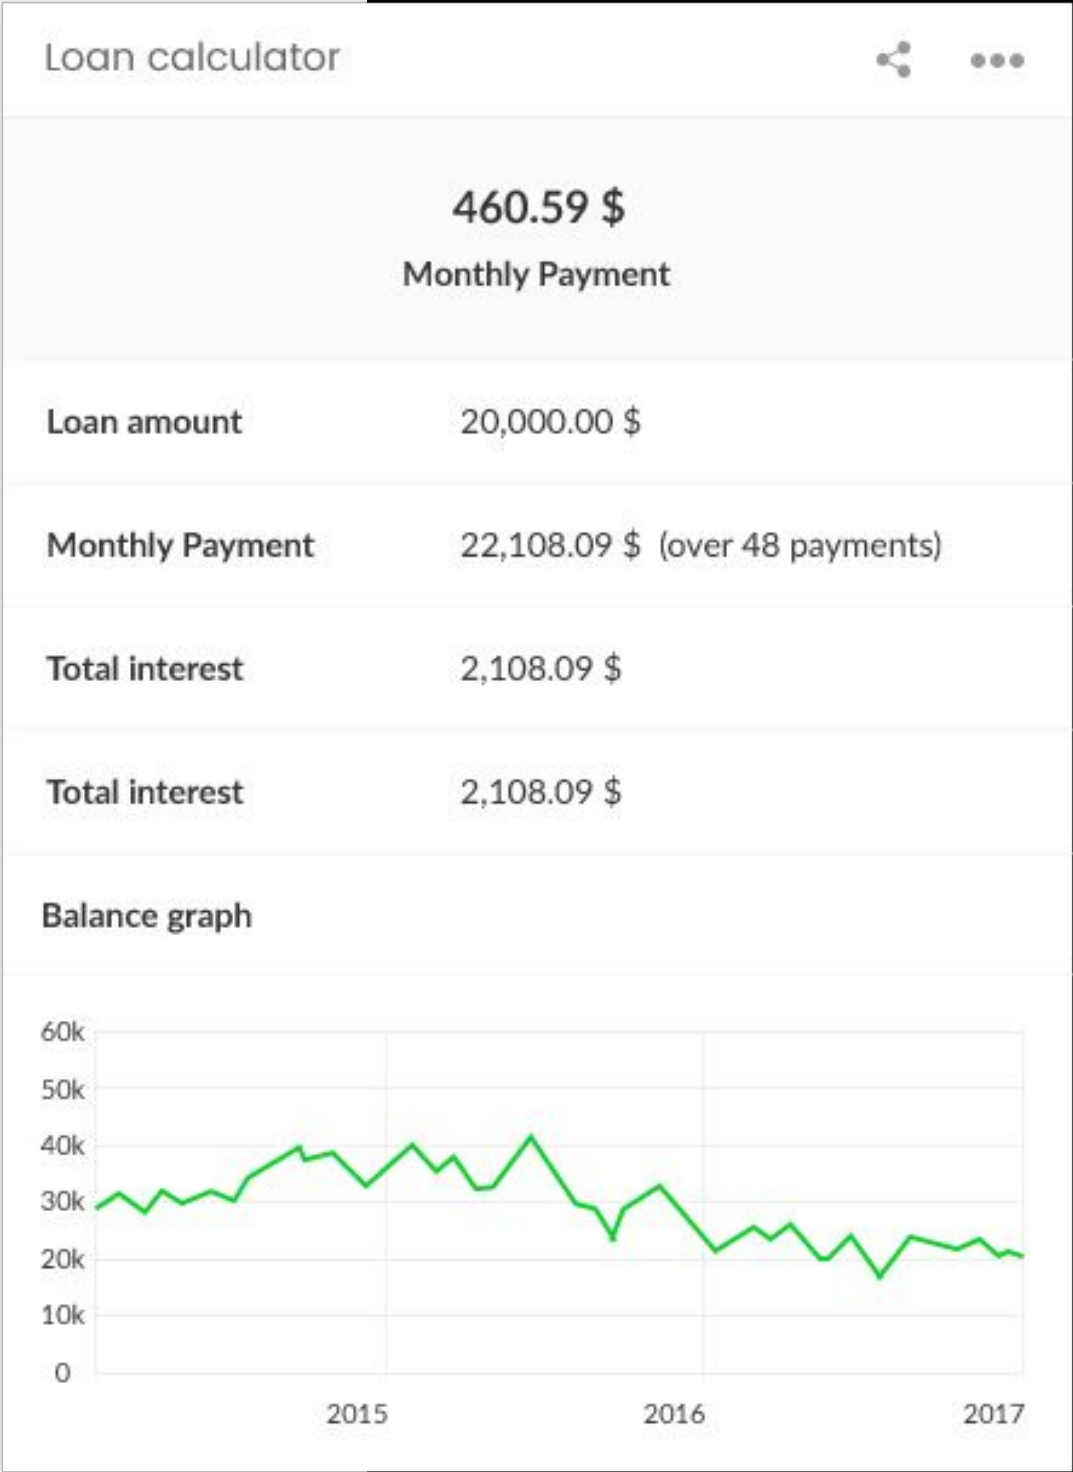 Loan calculator
460.59 $
Monthly Payment
Loan amount 20,000.00 $
Monthly Payment 22,108.09 $ (over 48 payments)
Total interest 2,108.09 $
Total interest 2,108.09 $
Balance graph
60k
50k
40k
30k
20k
10k
0
2015 2016 2017